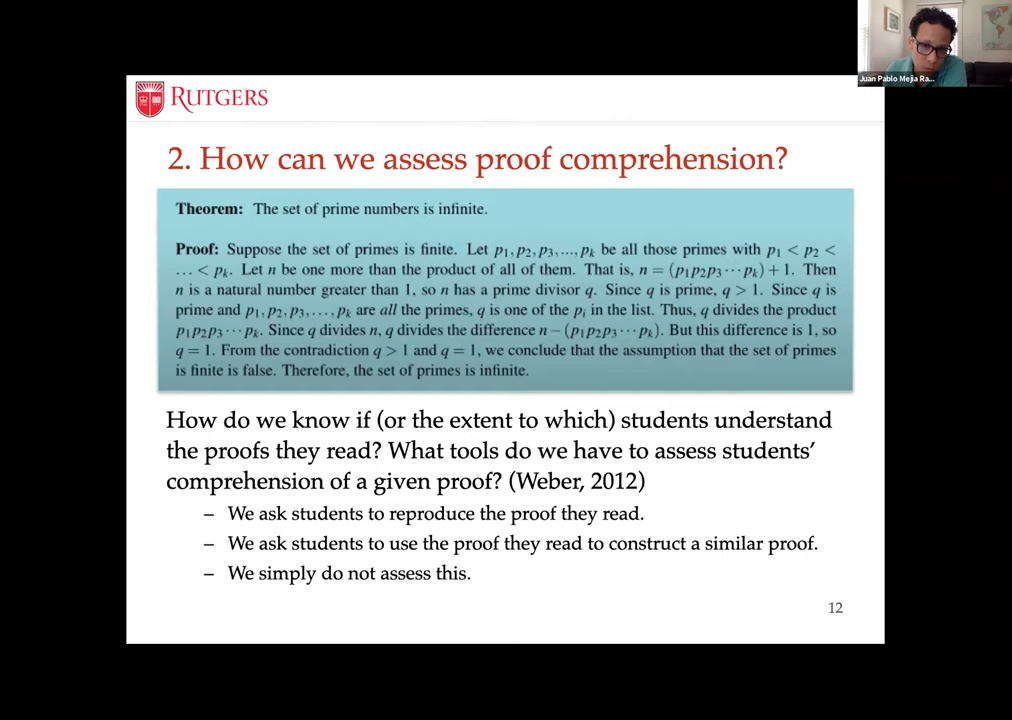 Juan Pablo Mejia Ra...
RUTGERS
2. How can we assess proof comprehension?
Theorem: The set of prime numbers is infinite.
Proof: Suppose the set of primes is finite. Let p₁, p₂, p₃, ..., pₖ be all those primes with p₁ < p₂ <
... < pₖ. Let n be one more than the product of all of them. That is, n = (p₁p₂p₃⋯pₖ) + 1. Then
n is a natural number greater than 1, so n has a prime divisor q. Since q is prime, q > 1. Since q is
prime and p₁, p₂, p₃, ..., pₖ are all the primes, q is one of the pᵢ in the list. Thus, q divides the product
p₁p₂p₃⋯pₖ. Since q divides n, q divides the difference n − (p₁p₂p₃⋯pₖ). But this difference is 1, so
q = 1. From the contradiction q > 1 and q = 1, we conclude that the assumption that the set of primes
is finite is false. Therefore, the set of primes is infinite.
How do we know if (or the extent to which) students understand
the proofs they read? What tools do we have to assess students’
comprehension of a given proof? (Weber, 2012)
– We ask students to reproduce the proof they read.
– We ask students to use the proof they read to construct a similar proof.
– We simply do not assess this.
12